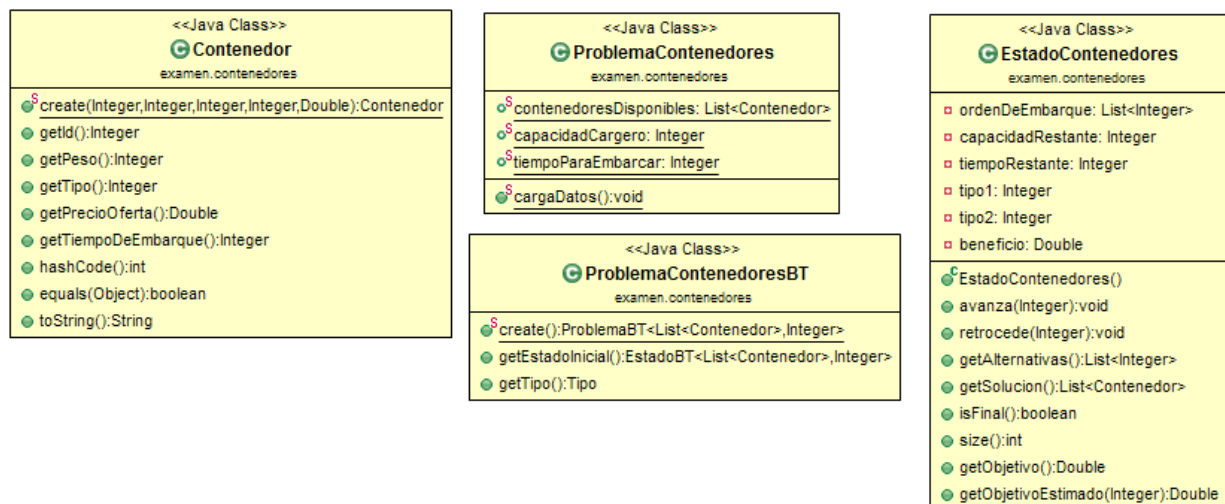 <<Java Class>>
Contenedor
examen.contenedores
create(Integer,Integer,Integer,Integer,Double):Contenedor
getId():Integer
getPeso():Integer
getTipo():Integer
getPrecioOferta():Double
getTiempoDeEmbarque():Integer
hashCode():int
equals(Object):boolean
toString():String
<<Java Class>>
ProblemaContenedores
examen.contenedores
contenedoresDisponibles: List<Contenedor>
capacidadCargero: Integer
tiempoParaEmbarcar: Integer
cargaDatos():void
<<Java Class>>
ProblemaContenedoresBT
examen.contenedores
create():ProblemaBT<List<Contenedor>,Integer>
getEstadoInicial():EstadoBT<List<Contenedor>,Integer>
getTipo():Tipo
<<Java Class>>
EstadoContenedores
examen.contenedores
ordenDeEmbarque: List<Integer>
capacidadRestante: Integer
tiempoRestante: Integer
tipo1: Integer
tipo2: Integer
beneficio: Double
EstadoContenedores()
avanza(Integer):void
retrocede(Integer):void
getAlternativas():List<Integer>
getSolucion():List<Contenedor>
isFinal():boolean
size():int
getObjetivo():Double
getObjetivoEstimado(Integer):Double